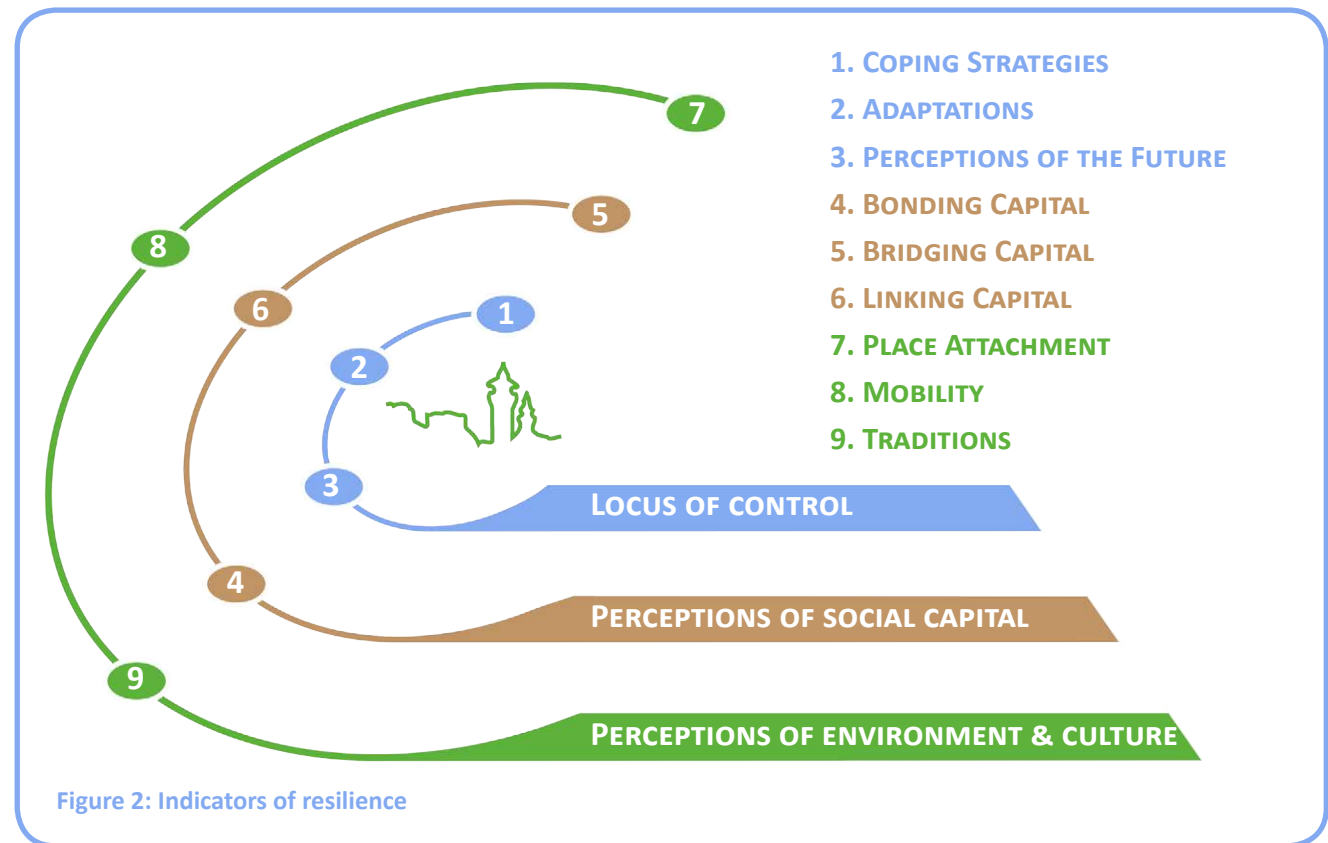 1. Coping Strategies
2. Adaptations
3. Perceptions of the Future
4. Bonding Capital
5. Bridging Capital
6. Linking Capital
7. Place Attachment
8. Mobility
9. Traditions
7
5
8
6
1
2
3
Locus of control
4
Perceptions of social capital
9
Perceptions of environment & culture
Figure 2: Indicators of resilience